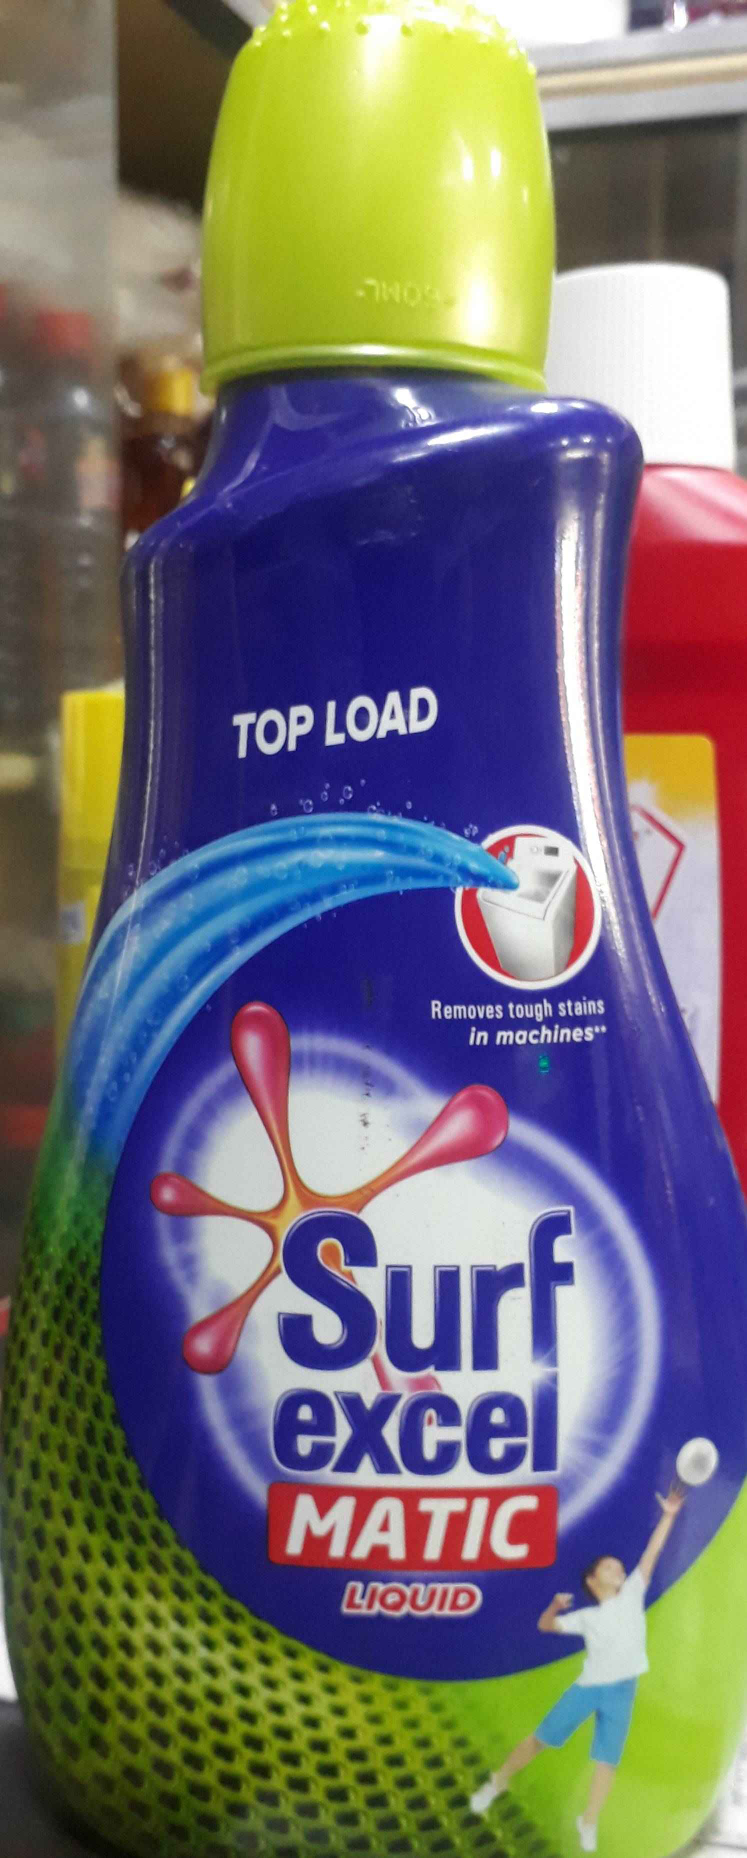 TOP LOAD
Removes tough stains
in machines**
Surf
excel
MATIC
LIQUID